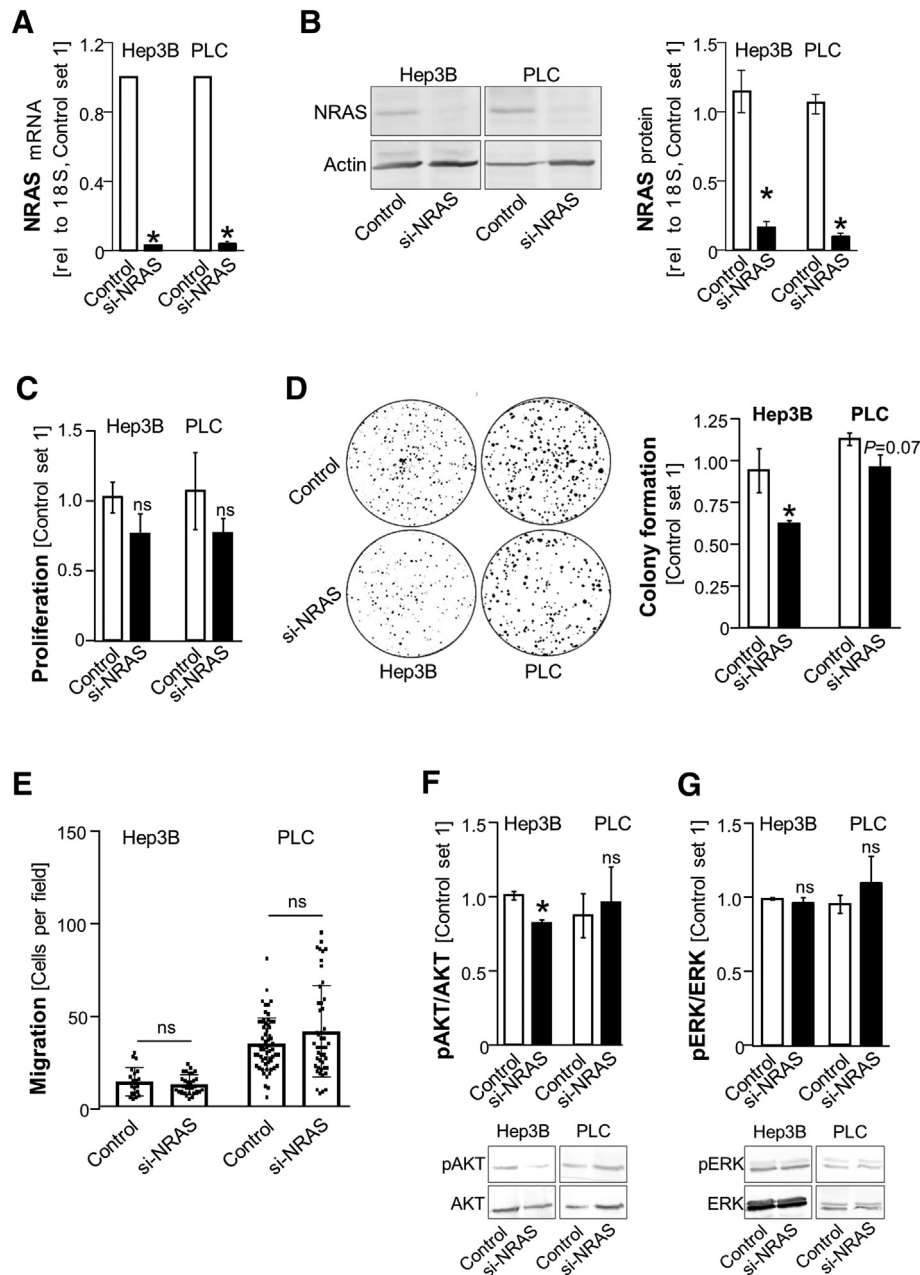 A
NRAS mRNA
[rel to 18S, Control set 1]
1.2
0.8
0.4
0
Hep3B PLC
* *
Control
si-NRAS
Control
si-NRAS
B
Hep3B PLC
NRAS
Actin
Control
si-NRAS
Control
si-NRAS
NRAS protein
[rel to 18S, Control set 1]
1.5
1.0
0.5
0
Hep3B PLC
* *
Control
si-NRAS
Control
si-NRAS
C
Proliferation [Control set 1]
1.5
1.0
0.5
0
Hep3B PLC
ns ns
Control
si-NRAS
Control
si-NRAS
D
Control
si-NRAS
Hep3B PLC
Colony formation
[Control set 1]
1.25
1.00
0.75
0.50
0.25
0
Hep3B PLC
P=0.07
*
Control
si-NRAS
Control
si-NRAS
E
Migration [Cells per field]
150
100
50
0
Hep3B PLC
ns ns
Control
si-NRAS
Control
si-NRAS
F
pAKT/AKT [Control set 1]
1.5
1.0
0.5
0
Hep3B PLC
* ns
Control
si-NRAS
Control
si-NRAS
Hep3B PLC
pAKT
AKT
Control
si-NRAS
Control
si-NRAS
G
pERK/ERK [Control set 1]
1.5
1.0
0.5
0
Hep3B PLC
ns ns
Control
si-NRAS
Control
si-NRAS
Hep3B PLC
pERK
ERK
Control
si-NRAS
Control
si-NRAS